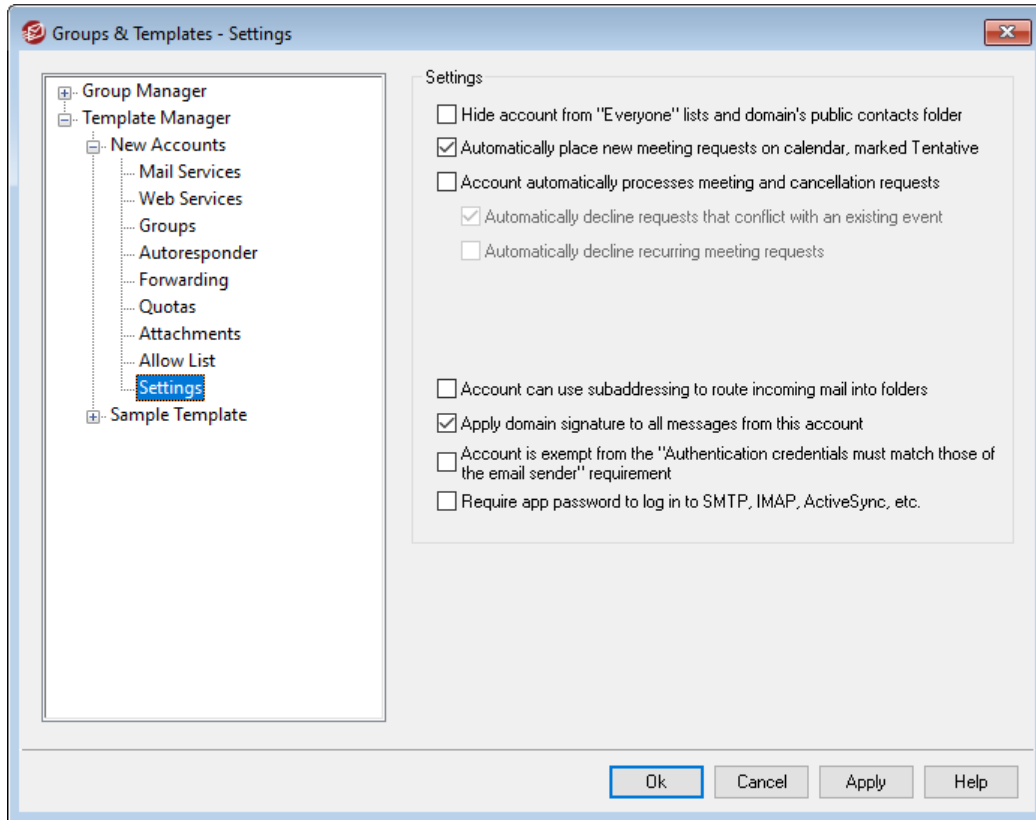 Groups & Templates - Settings
Group Manager
Template Manager
New Accounts
Mail Services
Web Services
Groups
Autoresponder
Forwarding
Quotas
Attachments
Allow List
Settings
Sample Template
Settings
Hide account from "Everyone" lists and domain's public contacts folder
Automatically place new meeting requests on calendar, marked Tentative
Account automatically processes meeting and cancellation requests
Automatically decline requests that conflict with an existing event
Automatically decline recurring meeting requests
Account can use subaddressing to route incoming mail into folders
Apply domain signature to all messages from this account
Account is exempt from the "Authentication credentials must match those of
the email sender" requirement
Require app password to log in to SMTP, IMAP, ActiveSync, etc.
Ok
Cancel
Apply
Help